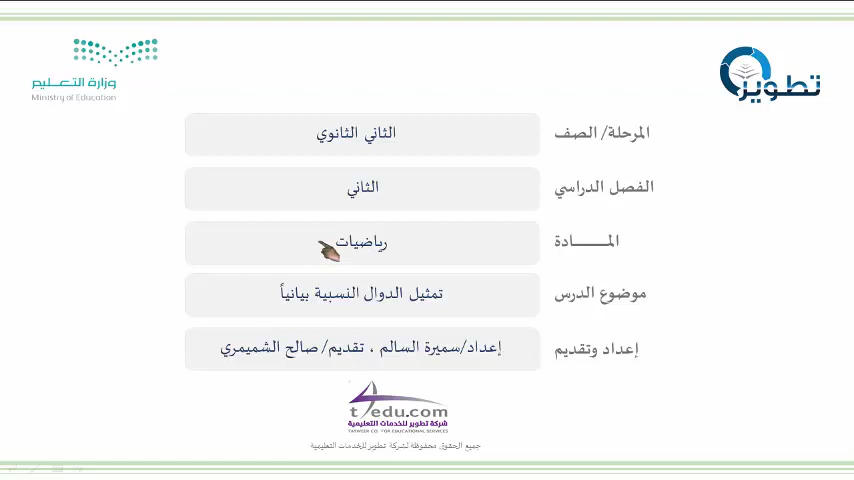 وزارة التعليم
Ministry of Education
تطوير
المرحلة/ الصف
الثاني الثانوي
الفصل الدراسي
الثاني
المــــــادة
رياضيات
موضوع الدرس
تمثيل الدوال النسبية بيانياً
إعداد وتقديم
إعداد/سميرة السالم ، تقديم/ صالح الشميمري
t4edu.com
شركة تطوير للخدمات التعليمية
TATWEER CO. FOR EDUCATIONAL SERVICES
جميع الحقوق محفوظة لشركة تطوير للخدمات التعليمية